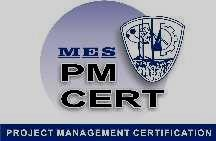 MES
PM
CERT
PROJECT MANAGEMENT CERTIFICATION